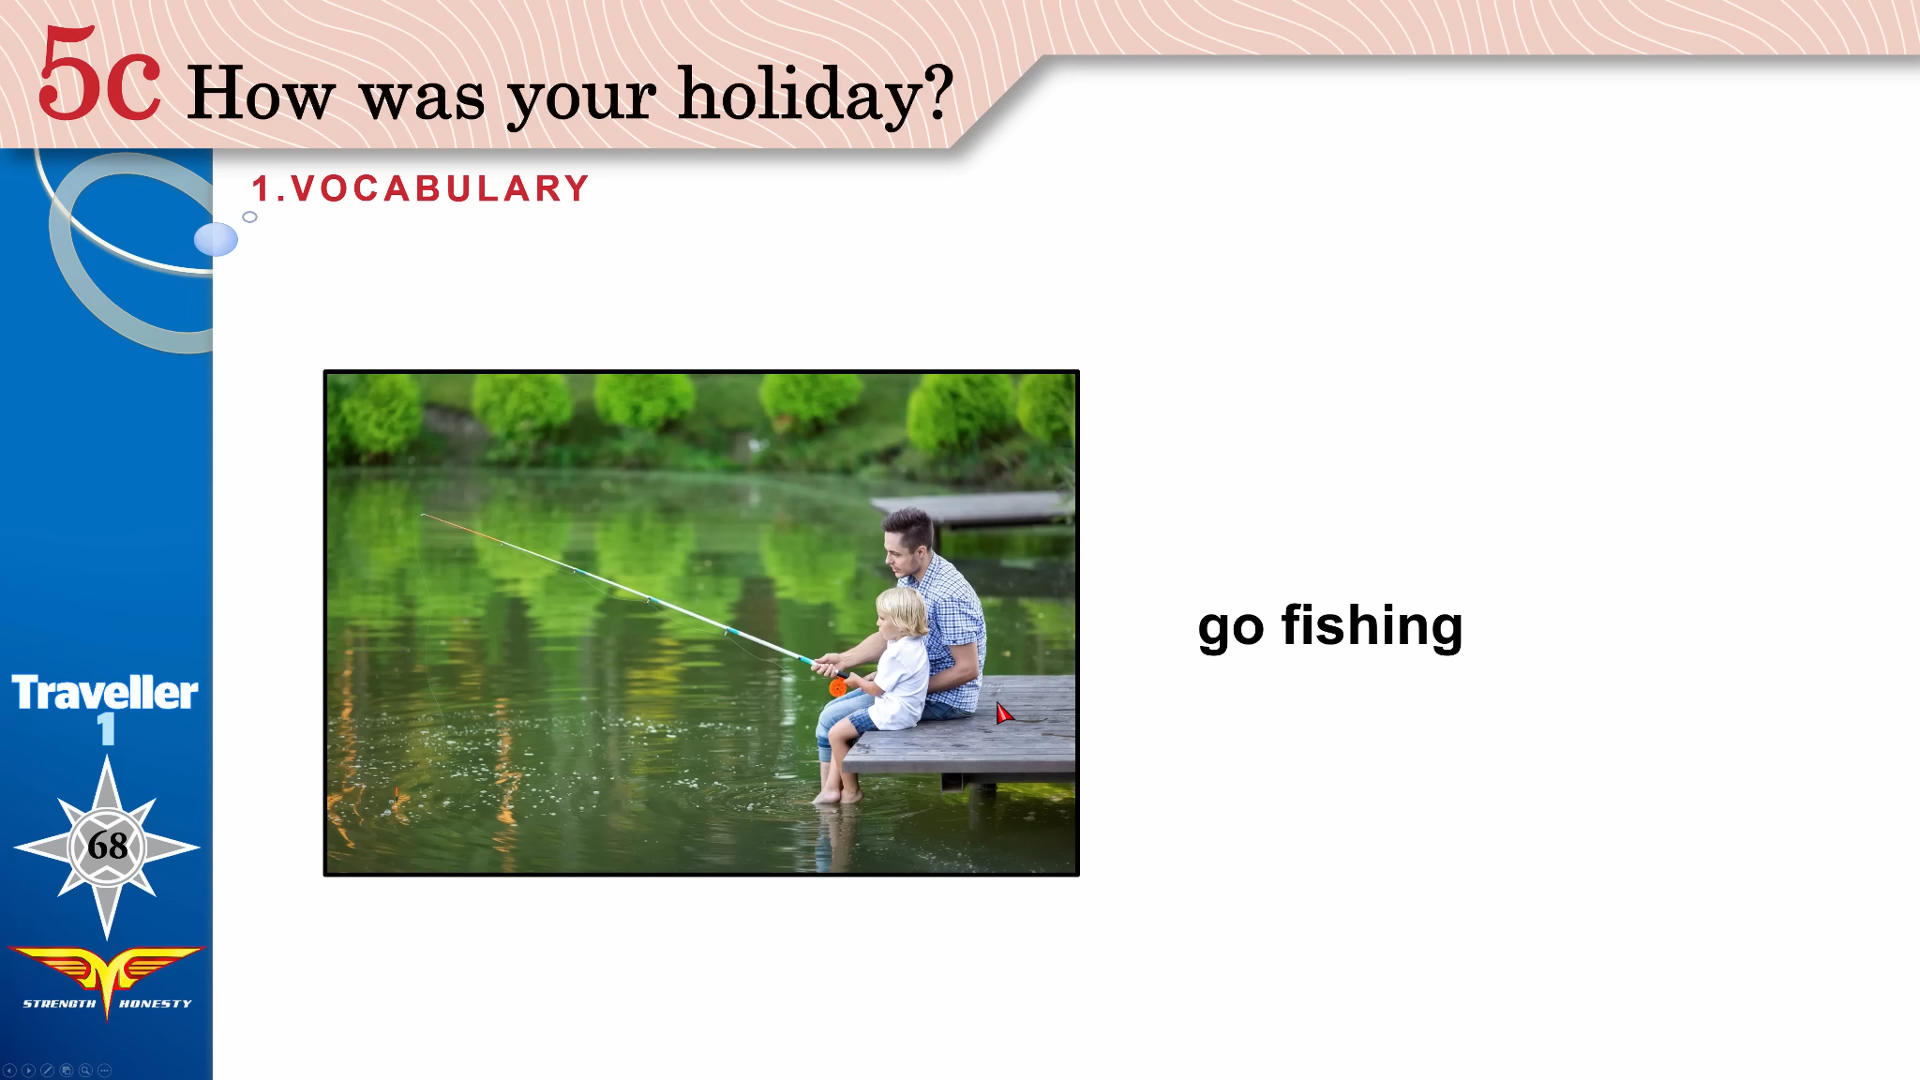 5c How was your holiday?
1.VOCABULARY
go fishing
Traveller
1
68
STRENGTH HONESTY